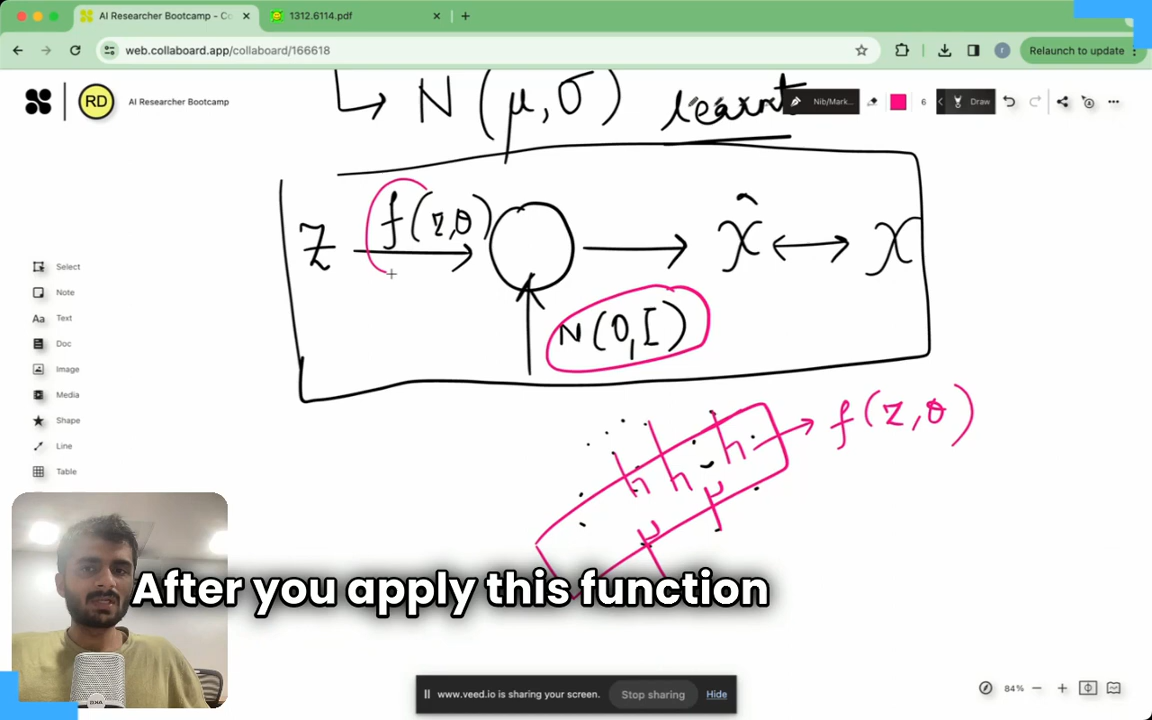 AI Researcher Bootcamp - Co
1312.6114.pdf
web.collaboard.app/collaboard/166618
Relaunch to update
RD
AI Researcher Bootcamp
Nib/Mark...
6
Draw
↳ N(μ,σ) learnt
Z
f(z,θ)
x̂ ↔ x
N(0,I)
Select
Note
Text
Doc
Image
Media
Shape
Line
Table
f(z,θ)
After you apply this function
www.veed.io is sharing your screen.
Stop sharing
Hide
84%